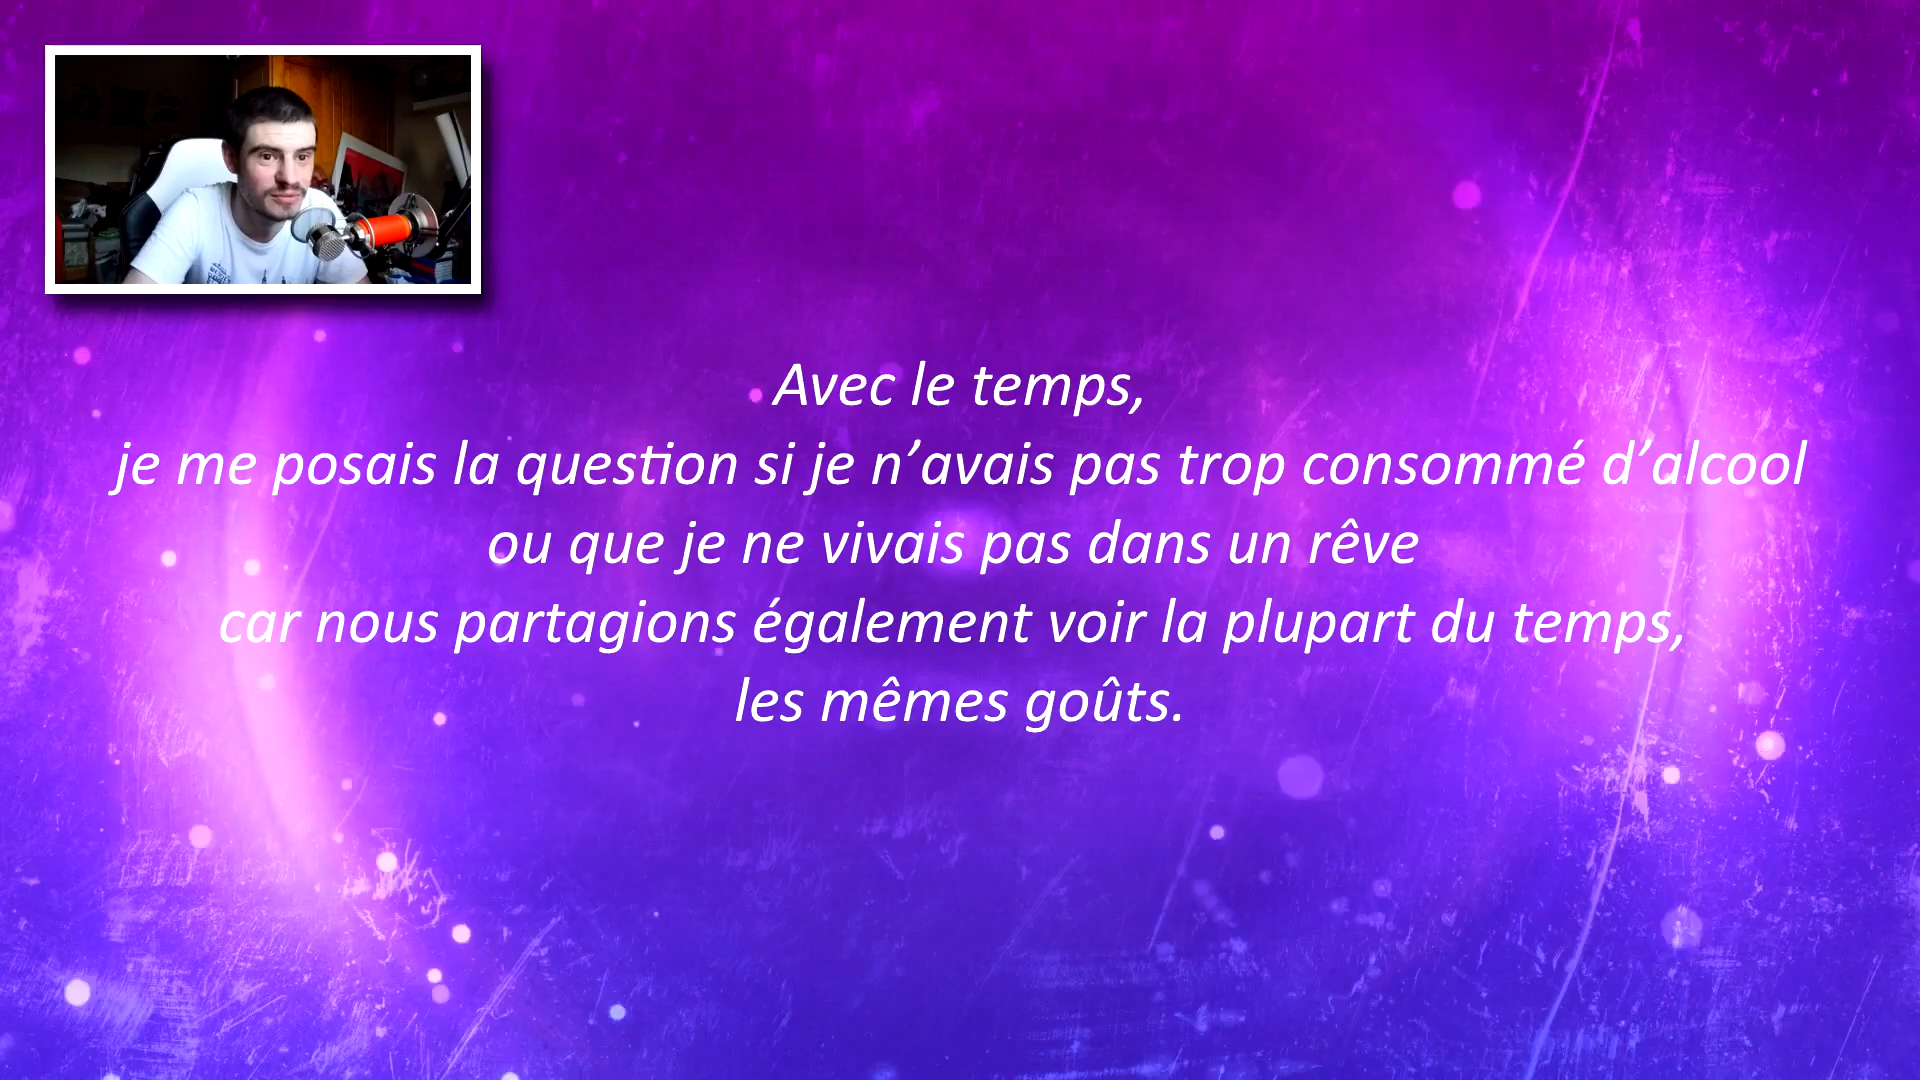 Avec le temps,
je me posais la question si je n’avais pas trop consommé d’alcool
ou que je ne vivais pas dans un rêve
car nous partagions également voir la plupart du temps,
les mêmes goûts.